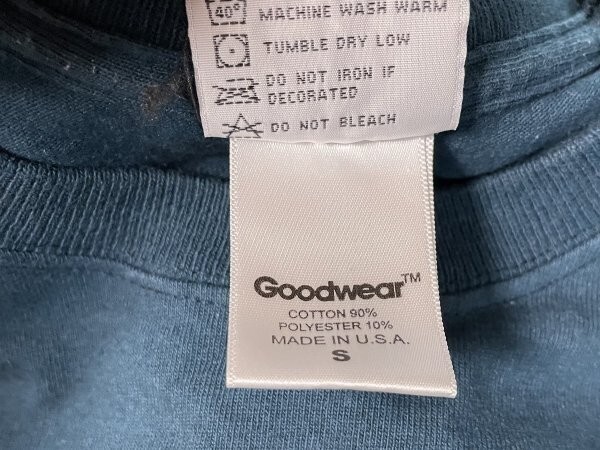 40° MACHINE WASH WARM
TUMBLE DRY LOW
DO NOT IRON IF
DECORATED
DO NOT BLEACH
Goodwear™
COTTON 90%
POLYESTER 10%
MADE IN U.S.A.
S